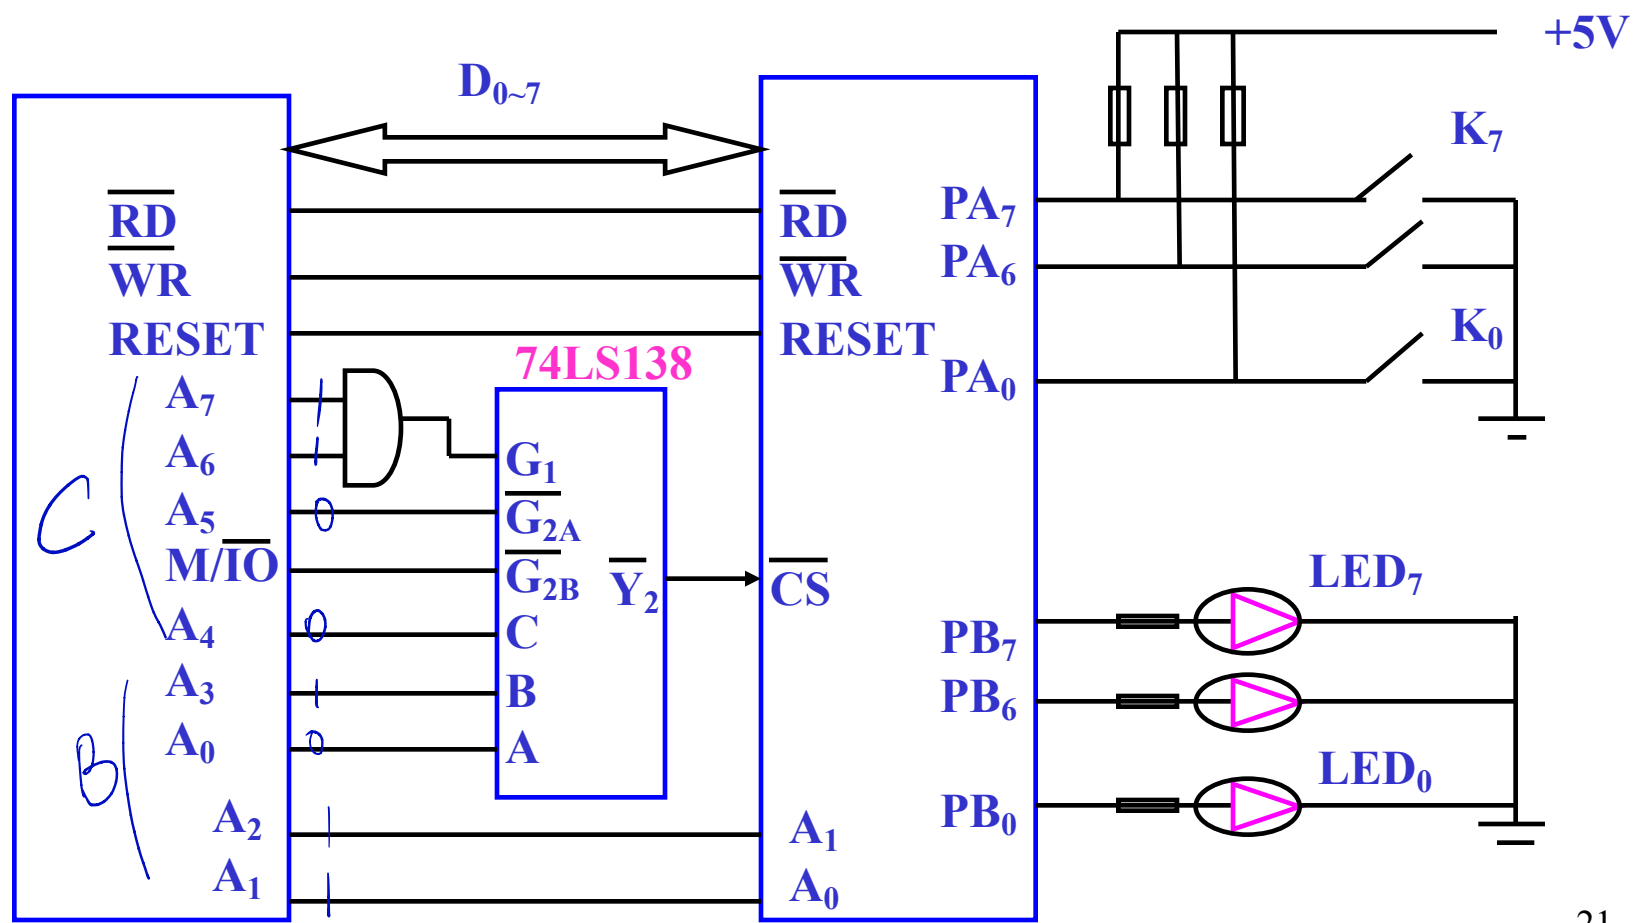 +5V
D0~7
K7
RD
WR
RESET
RD
WR
RESET
PA7
PA6
K0
PA0
74LS138
A7
1
A6
1
G1
C
A5
0
G2A
M/IO
G2B
Y2
CS
LED7
A4
0
C
PB7
A3
1
B
PB6
B
A0
0
A
LED0
PB0
A2
1
A1
A1
1
A0
21